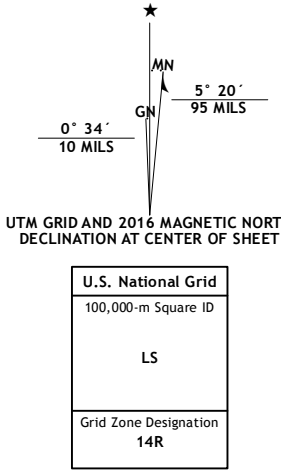 MN
5° 20´
95 MILS
GN
0° 34´
10 MILS
UTM GRID AND 2016 MAGNETIC NORT
DECLINATION AT CENTER OF SHEET
U.S. National Grid
100,000-m Square ID
LS
Grid Zone Designation
14R